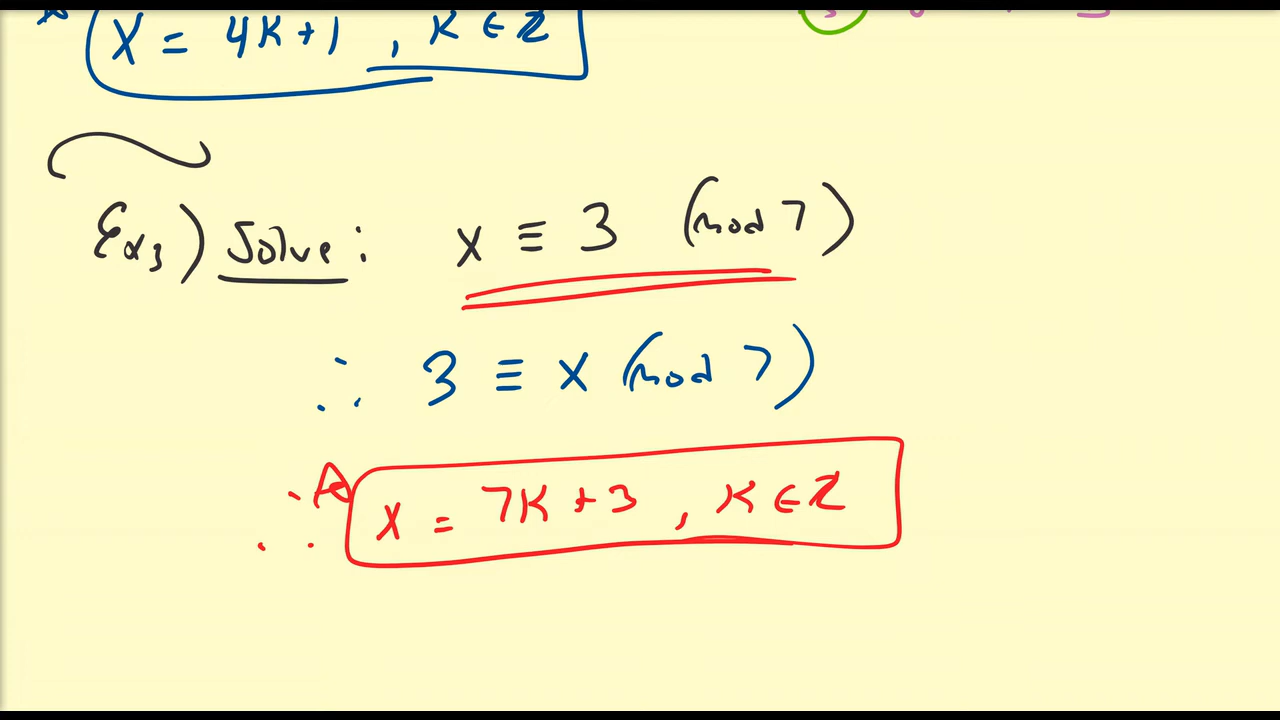 X = 4K+1 , K ∈ ℤ
Ex3) Solve: x ≡ 3 (mod 7)
∴ 3 ≡ x (mod 7)
∴ x = 7K + 3 , K ∈ ℤ